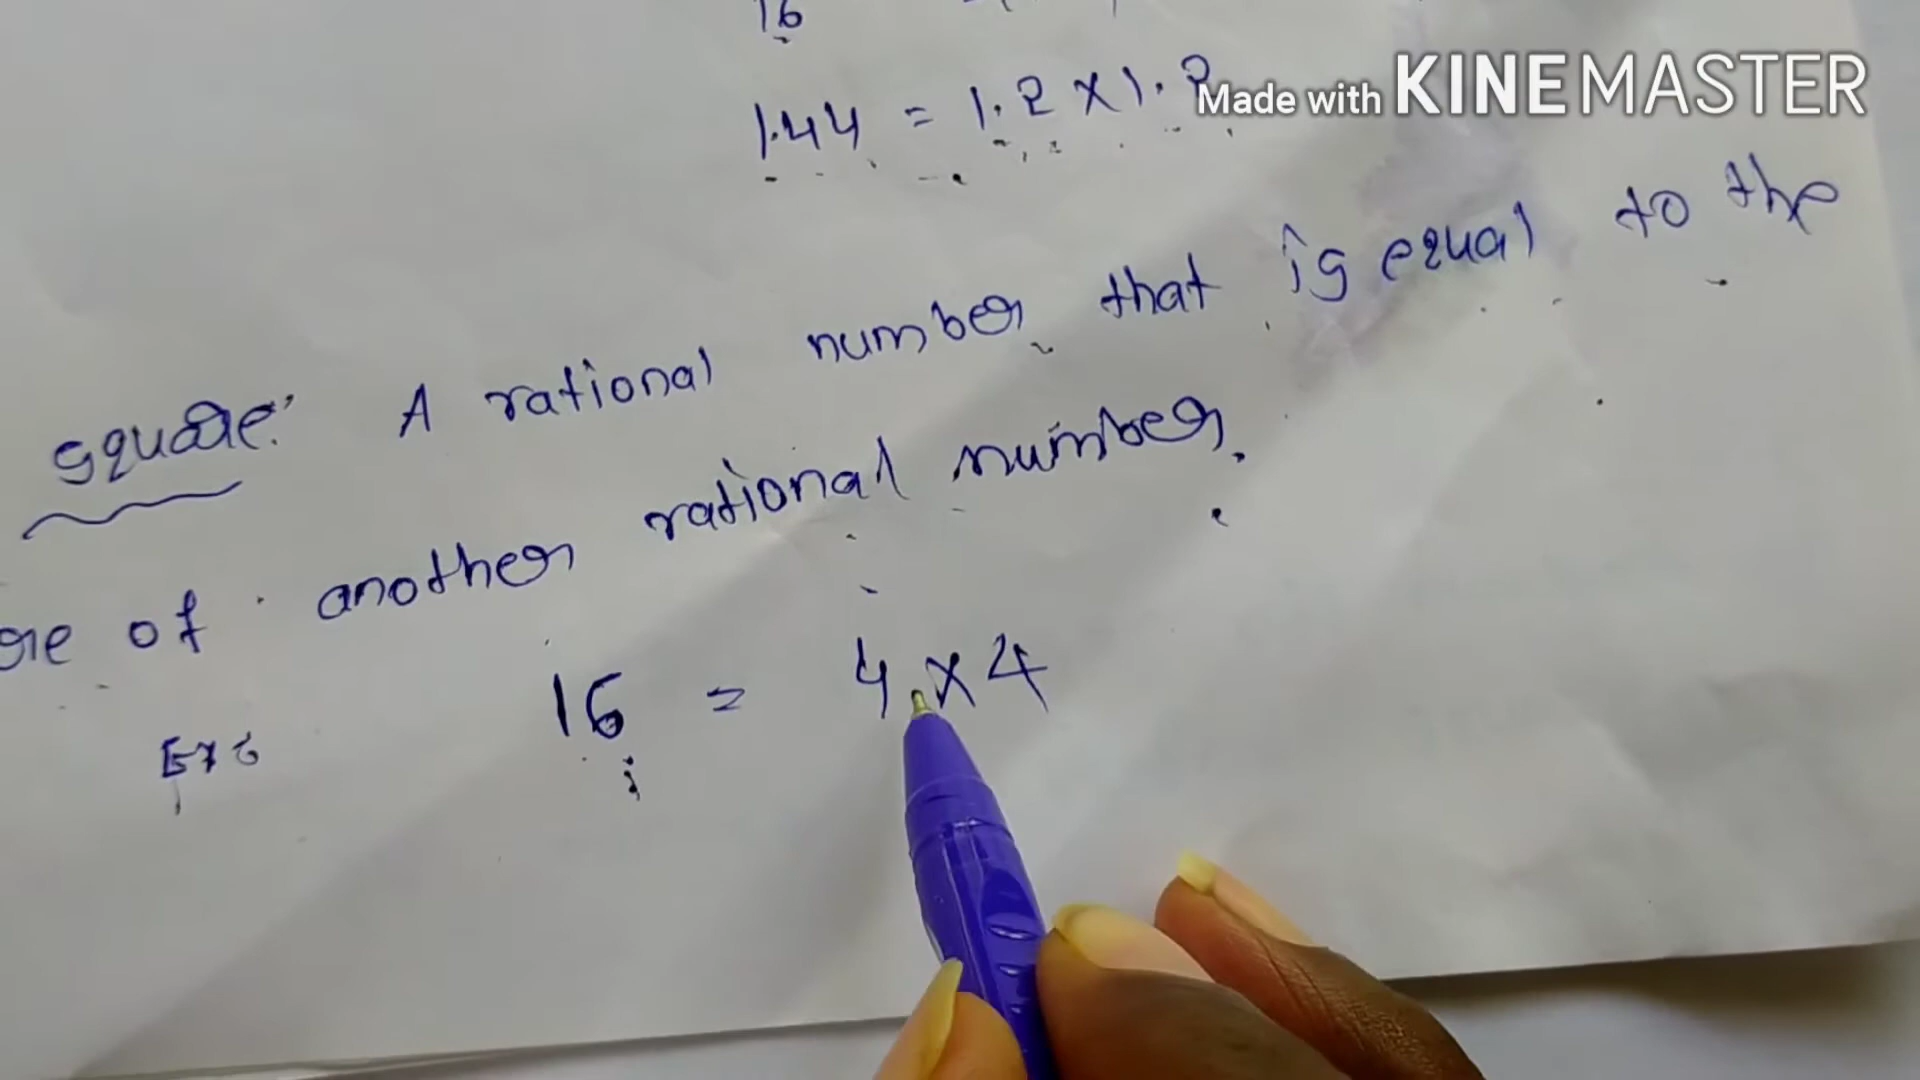 16
1.44 = 1.2 x 1.2
Made with KINEMASTER
square: A rational number that is equal to the
are of another rational number.
Ex: 16 = 4 x 4